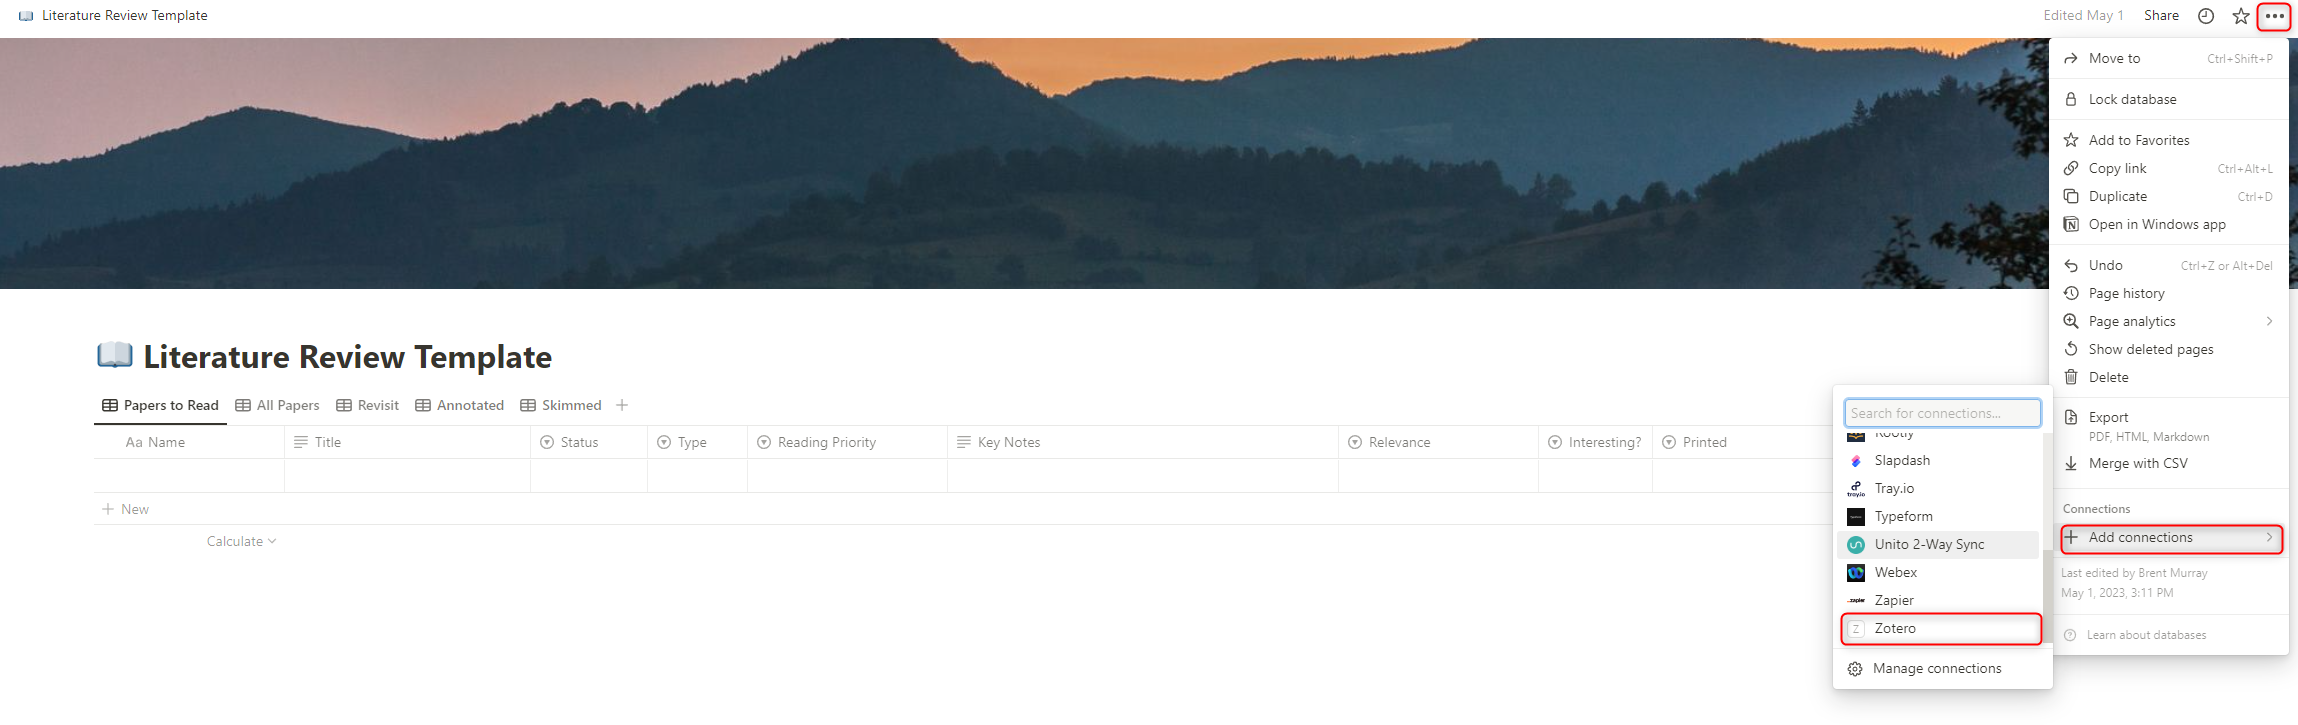 Literature Review Template
Edited May 1 Share
Move to Ctrl+Shift+P
Lock database
Add to Favorites
Copy link Ctrl+Alt+L
Duplicate Ctrl+D
Open in Windows app
Undo Ctrl+Z or Alt+Del
Page history
Page analytics
Show deleted pages
Delete
Export
PDF, HTML, Markdown
Merge with CSV
Connections
Add connections
Last edited by Brent Murray
May 1, 2023, 3:11 PM
Learn about databases
Literature Review Template
Papers to Read All Papers Revisit Annotated Skimmed
Aa Name Title Status Type Reading Priority Key Notes Relevance Interesting? Printed
New
Calculate
Search for connections...
Rootly
Slapdash
Tray.io
Typeform
Unito 2-Way Sync
Webex
Zapier
Z Zotero
Manage connections